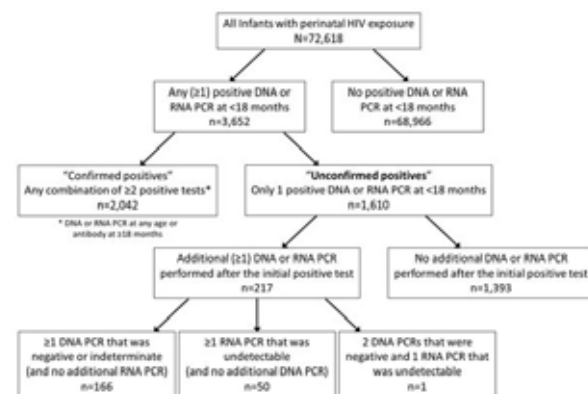 All Infants with perinatal HIV exposure
N=72,618
Any (≥1) positive DNA or
RNA PCR at <18 months
n=3,652
No positive DNA or RNA
PCR at <18 months
n=68,966
"Confirmed positives"
Any combination of ≥2 positive tests*
n=2,042
* DNA or RNA PCR at any age or
antibody at ≥18 months
"Unconfirmed positives"
Only 1 positive DNA or RNA PCR at <18 months
n=1,610
Additional (≥1) DNA or RNA PCR
performed after the initial positive test
n=217
No additional DNA or RNA PCR
performed after the initial positive test
n=1,393
≥1 DNA PCR that was
negative or indeterminate
(and no additional RNA PCR)
n=166
≥1 RNA PCR that was
undetectable
(and no additional DNA PCR)
n=50
2 DNA PCRs that were
negative and 1 RNA PCR that
was undetectable
n=1